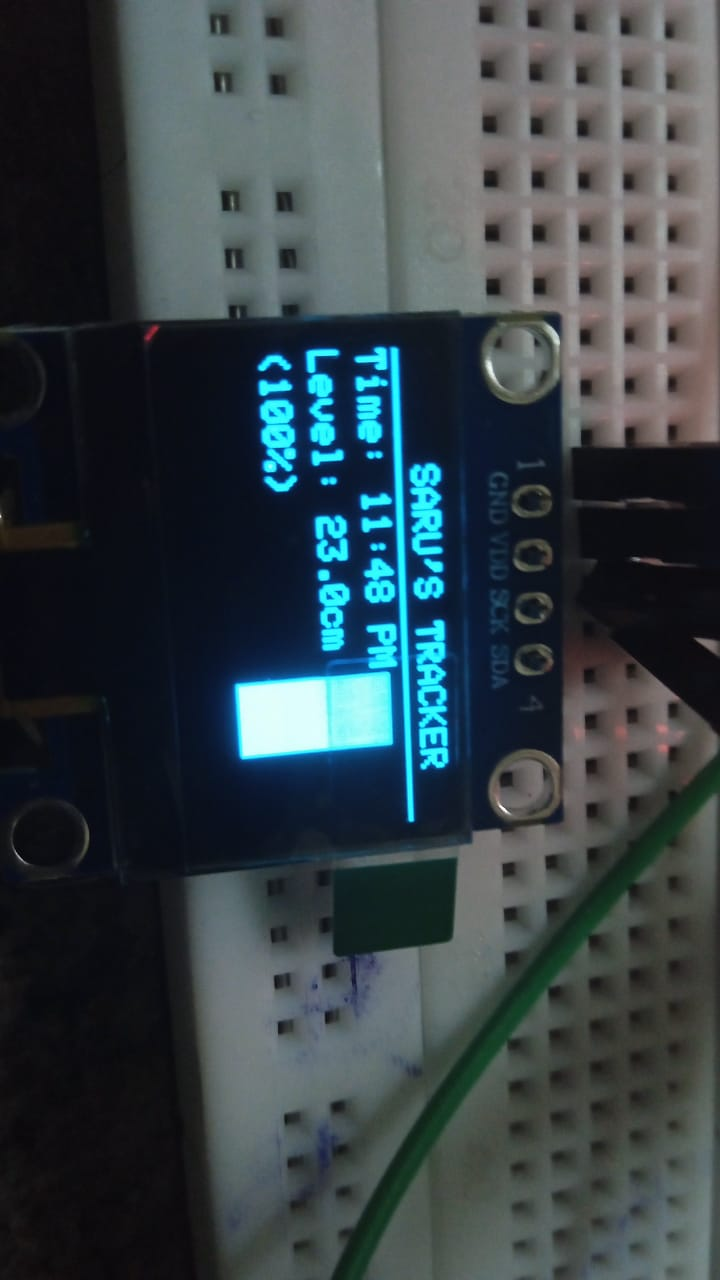 1 GND VDD SCK SDA 4
SARU'S TRACKER
Time: 11:48 PM
Level: 23.0cm
(100%)